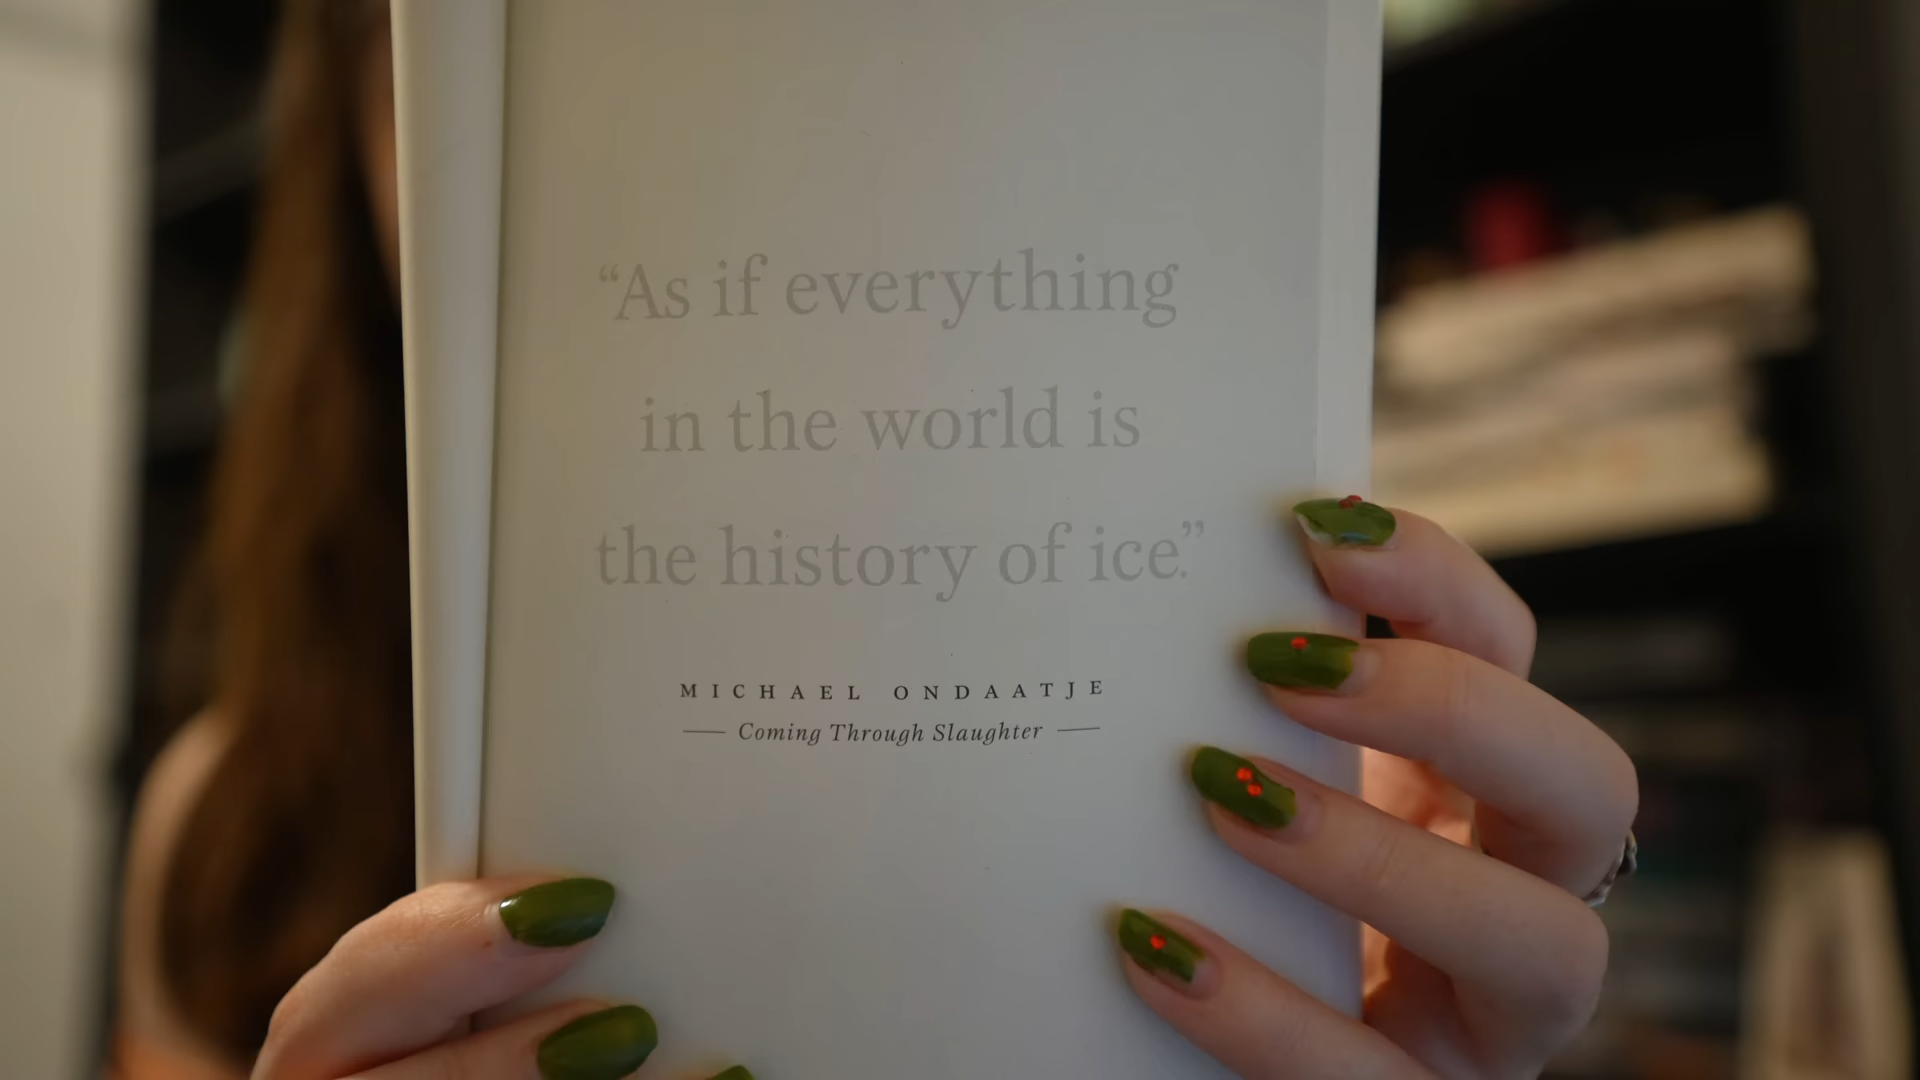 “As if everything
in the world is
the history of ice.”
MICHAEL ONDAATJE
Coming Through Slaughter